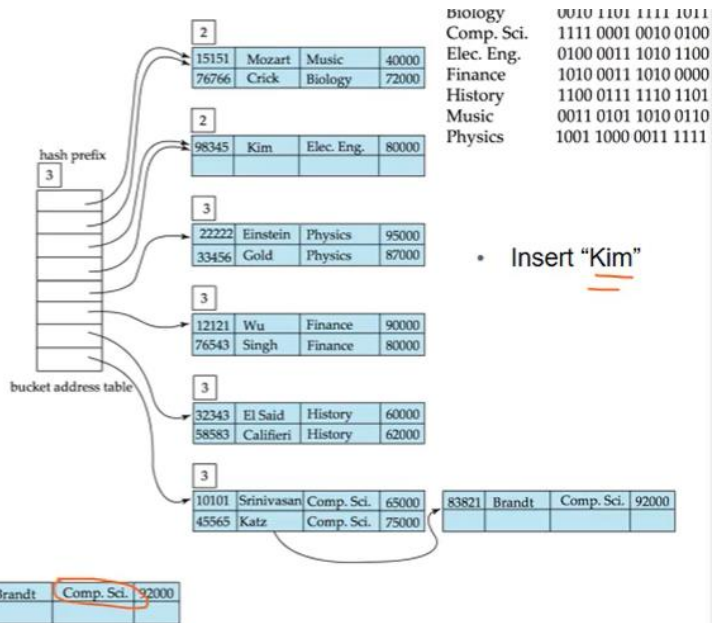 Biology 0010 1101 1111 1011
Comp. Sci. 1111 0001 0010 0100
Elec. Eng. 0100 0011 1010 1100
Finance 1010 0011 1010 0000
History 1100 0111 1110 1101
Music 0011 0101 1010 0110
Physics 1001 1000 0011 1111
2
15151 Mozart Music 40000
76766 Crick Biology 72000
2
98345 Kim Elec. Eng. 80000
hash prefix
3
3
22222 Einstein Physics 95000
33456 Gold Physics 87000
• Insert “Kim”
3
12121 Wu Finance 90000
76543 Singh Finance 80000
bucket address table
3
32343 El Said History 60000
58583 Califieri History 62000
3
10101 Srinivasan Comp. Sci. 65000
45565 Katz Comp. Sci. 75000
83821 Brandt Comp. Sci. 92000
Brandt Comp. Sci. 92000